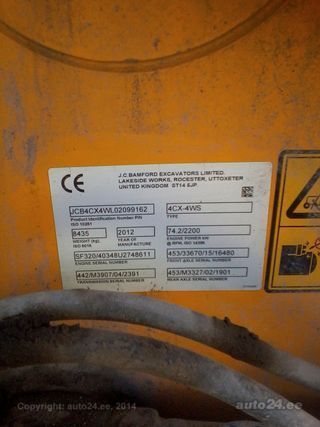 CE
J.C.BAMFORD EXCAVATORS LIMITED,
LAKESIDE WORKS, ROCESTER, UTTOXETER
UNITED KINGDOM ST14 5JP
JCB4CX4WL02099162
Product Identification Number PIN
ISO 10261
4CX-4WS
TYPE
8435
WEIGHT (kg)
ISO 6016
2012
YEAR OF
MANUFACTURE
74.2/2200
ENGINE POWER kW
@ RPM, ISO 14396
SF320/40348U2748611
ENGINE SERIAL NUMBER
453/33670/15/16480
FRONT AXLE SERIAL NUMBER
442/M3907/04/2391
TRANSMISSION SERIAL NUMBER
453/M3327/02/1901
REAR AXLE SERIAL NUMBER
Copyright: auto24.ee, 2014
auto24.ee